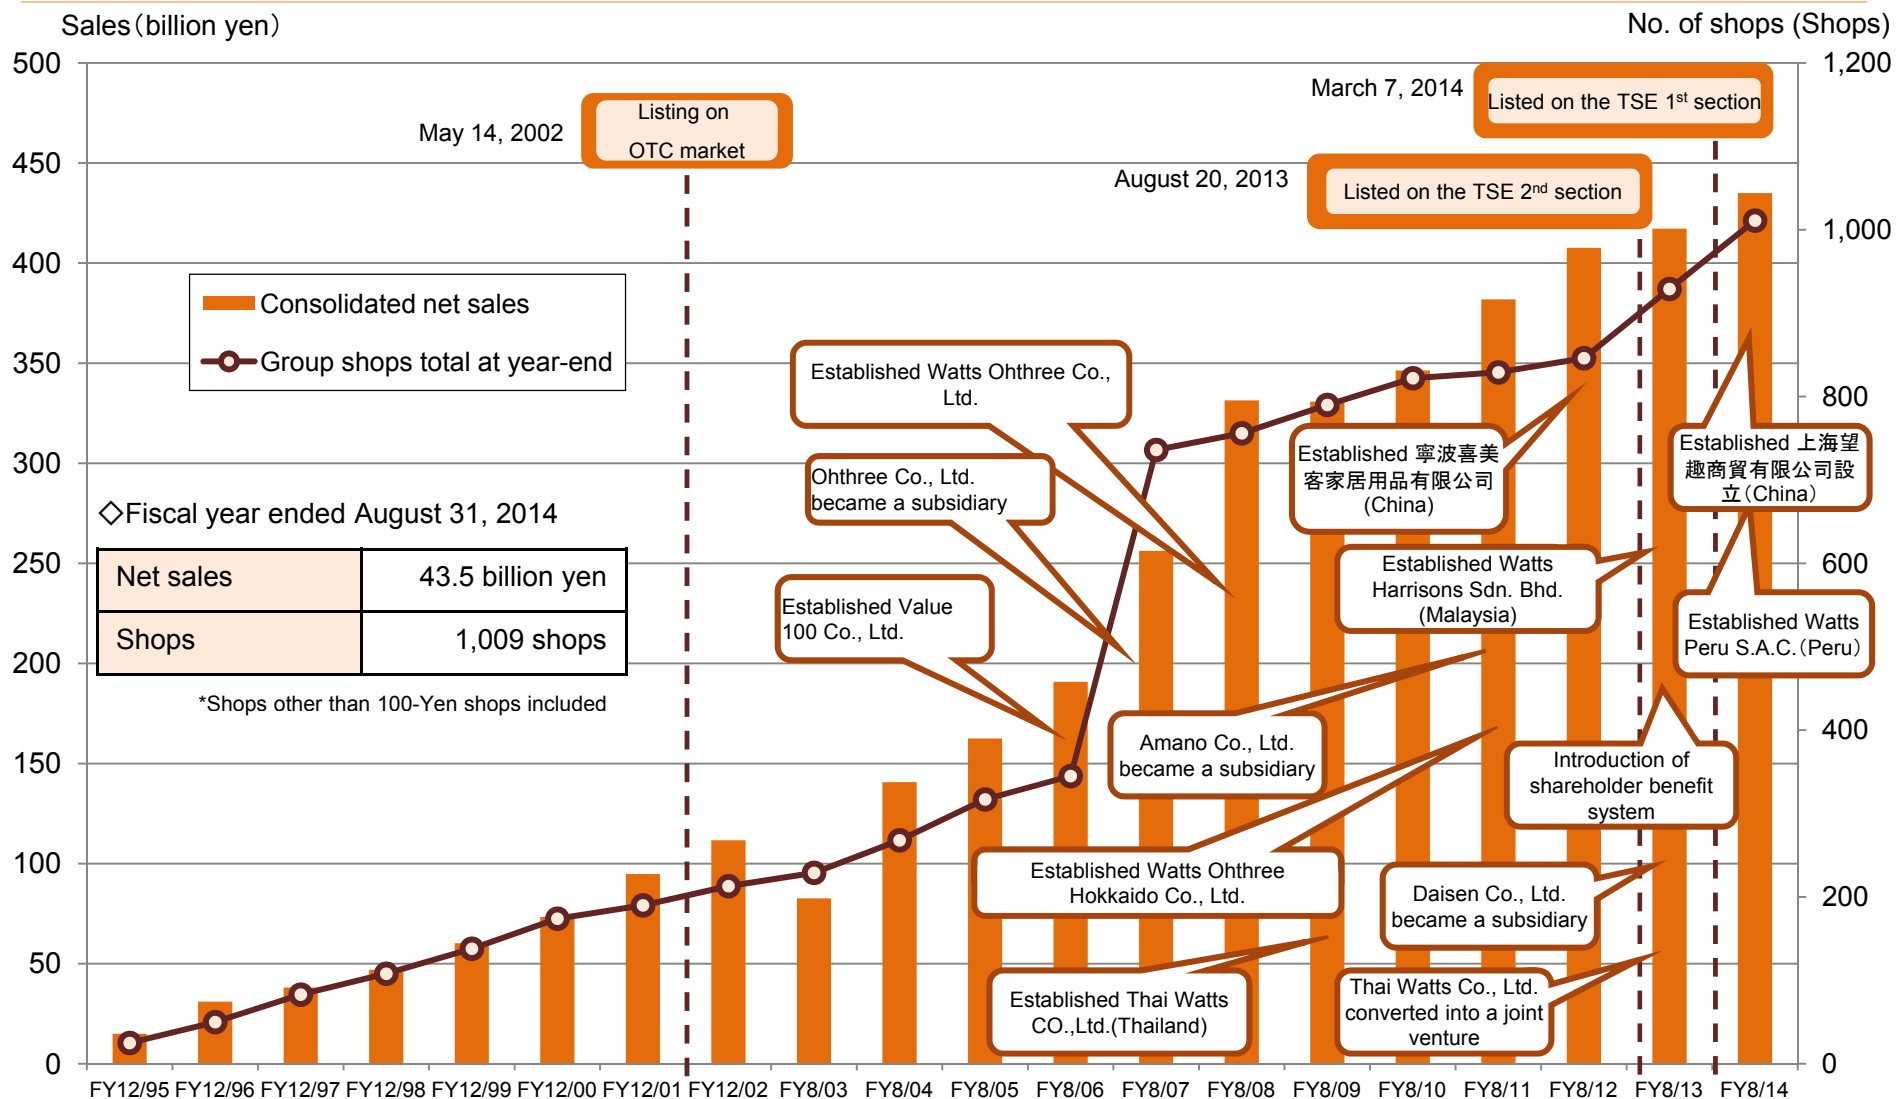 Sales（billion yen）
No. of shops (Shops)
500
450
400
350
300
250
200
150
100
50
0
1,200
1,000
800
600
400
200
0
May 14, 2002
Listing on
OTC market
March 7, 2014
Listed on the TSE 1st section
August 20, 2013
Listed on the TSE 2nd section
Consolidated net sales
Group shops total at year-end
◇Fiscal year ended August 31, 2014
Net sales 43.5 billion yen
Shops 1,009 shops
*Shops other than 100-Yen shops included
Established Watts Ohthree Co.,
Ltd.
Ohthree Co., Ltd.
became a subsidiary
Established Value
100 Co., Ltd.
Established 寧波喜美
客家居用品有限公司
(China)
Established 上海望
趣商貿有限公司設
立（China）
Established Watts
Harrisons Sdn. Bhd.
(Malaysia)
Established Watts
Peru S.A.C.（Peru）
Amano Co., Ltd.
became a subsidiary
Introduction of
shareholder benefit
system
Established Watts Ohthree
Hokkaido Co., Ltd.
Daisen Co., Ltd.
became a subsidiary
Established Thai Watts
CO.,Ltd.(Thailand)
Thai Watts Co., Ltd.
converted into a joint
venture
FY12/95 FY12/96 FY12/97 FY12/98 FY12/99 FY12/00 FY12/01 FY12/02 FY8/03 FY8/04 FY8/05 FY8/06 FY8/07 FY8/08 FY8/09 FY8/10 FY8/11 FY8/12 FY8/13 FY8/14